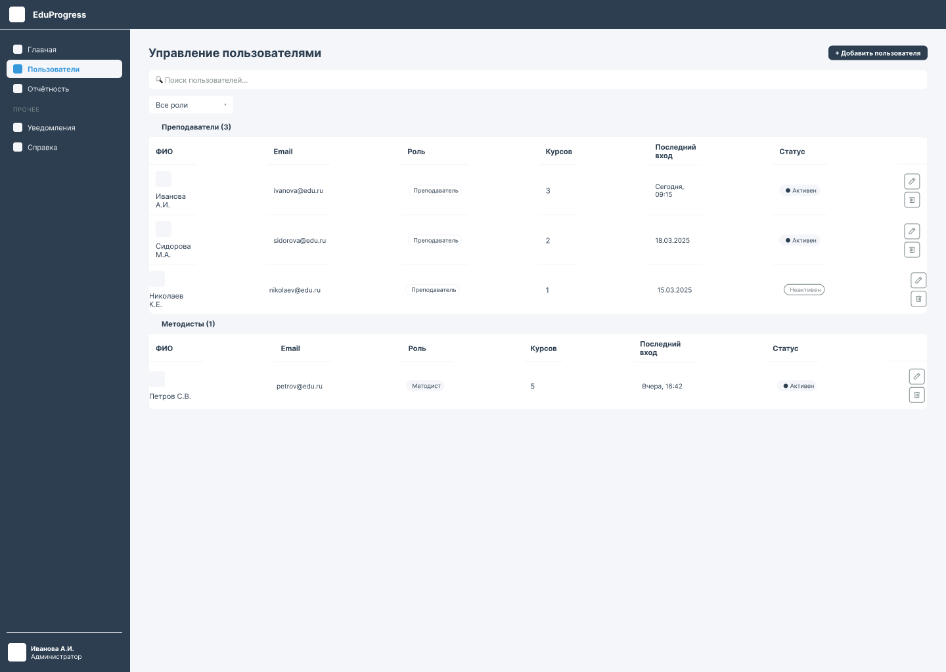 EduProgress
Главная
Пользователи
Отчётность
ПРОЧЕЕ
Уведомления
Справка
Иванова А.И.
Администратор
Управление пользователями
+ Добавить пользователя
Поиск пользователей...
Все роли
Преподаватели (3)
ФИО Email Роль Курсов Последний вход Статус
Иванова А.И. ivanova@edu.ru Преподаватель 3 Сегодня, 09:15 Активен
Сидорова М.А. sidorova@edu.ru Преподаватель 2 18.03.2025 Активен
Николаев К.Е. nikolaev@edu.ru Преподаватель 1 15.03.2025 Неактивен
Методисты (1)
ФИО Email Роль Курсов Последний вход Статус
Петров С.В. petrov@edu.ru Методист 5 Вчера, 16:42 Активен